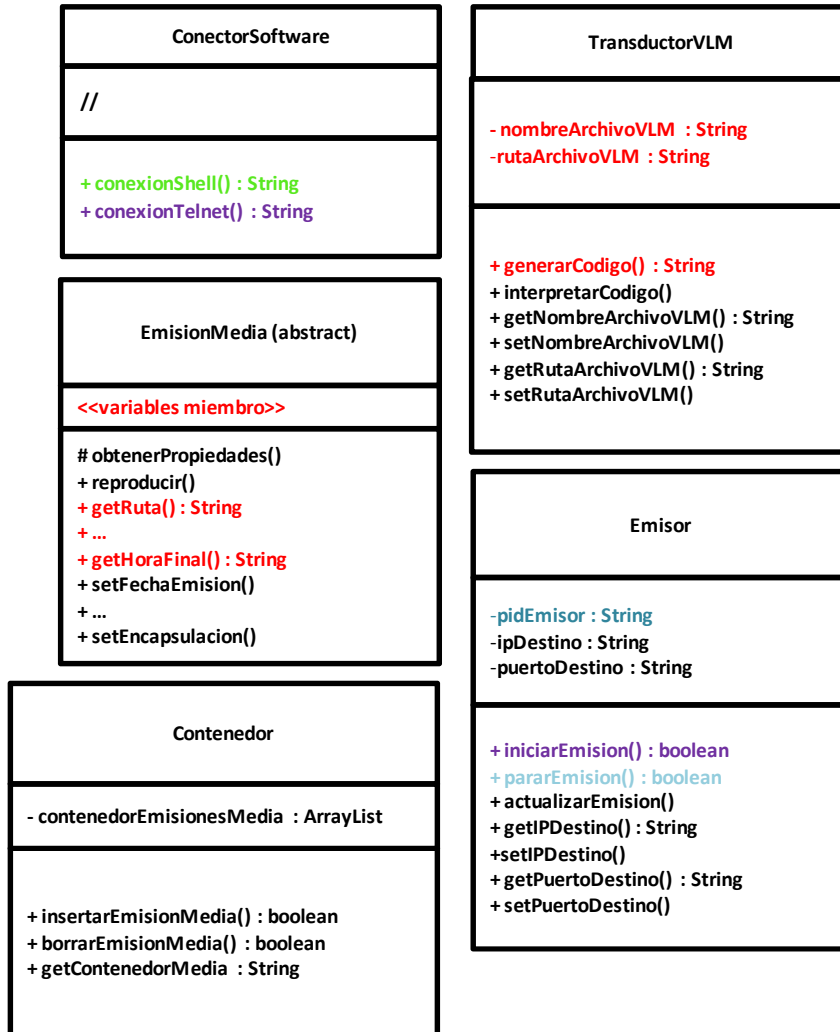 ConectorSoftware
//
+ conexionShell() : String
+ conexionTelnet() : String
TransductorVLM
- nombreArchivoVLM : String
-rutaArchivoVLM : String
+ generarCodigo() : String
+ interpretarCodigo()
+ getNombreArchivoVLM() : String
+ setNombreArchivoVLM()
+ getRutaArchivoVLM() : String
+ setRutaArchivoVLM()
EmisionMedia (abstract)
<<variables miembro>>
# obtenerPropiedades()
+ reproducir()
+ getRuta() : String
+ ...
+ getHoraFinal() : String
+ setFechaEmision()
+ ...
+ setEncapsulacion()
Emisor
-pidEmisor : String
-ipDestino : String
-puertoDestino : String
+ iniciarEmision() : boolean
+ pararEmision() : boolean
+ actualizarEmision()
+ getIPDestino() : String
+setIPDestino()
+ getPuertoDestino() : String
+ setPuertoDestino()
Contenedor
- contenedorEmisionesMedia : ArrayList
+ insertarEmisionMedia() : boolean
+ borrarEmisionMedia() : boolean
+ getContenedorMedia : String